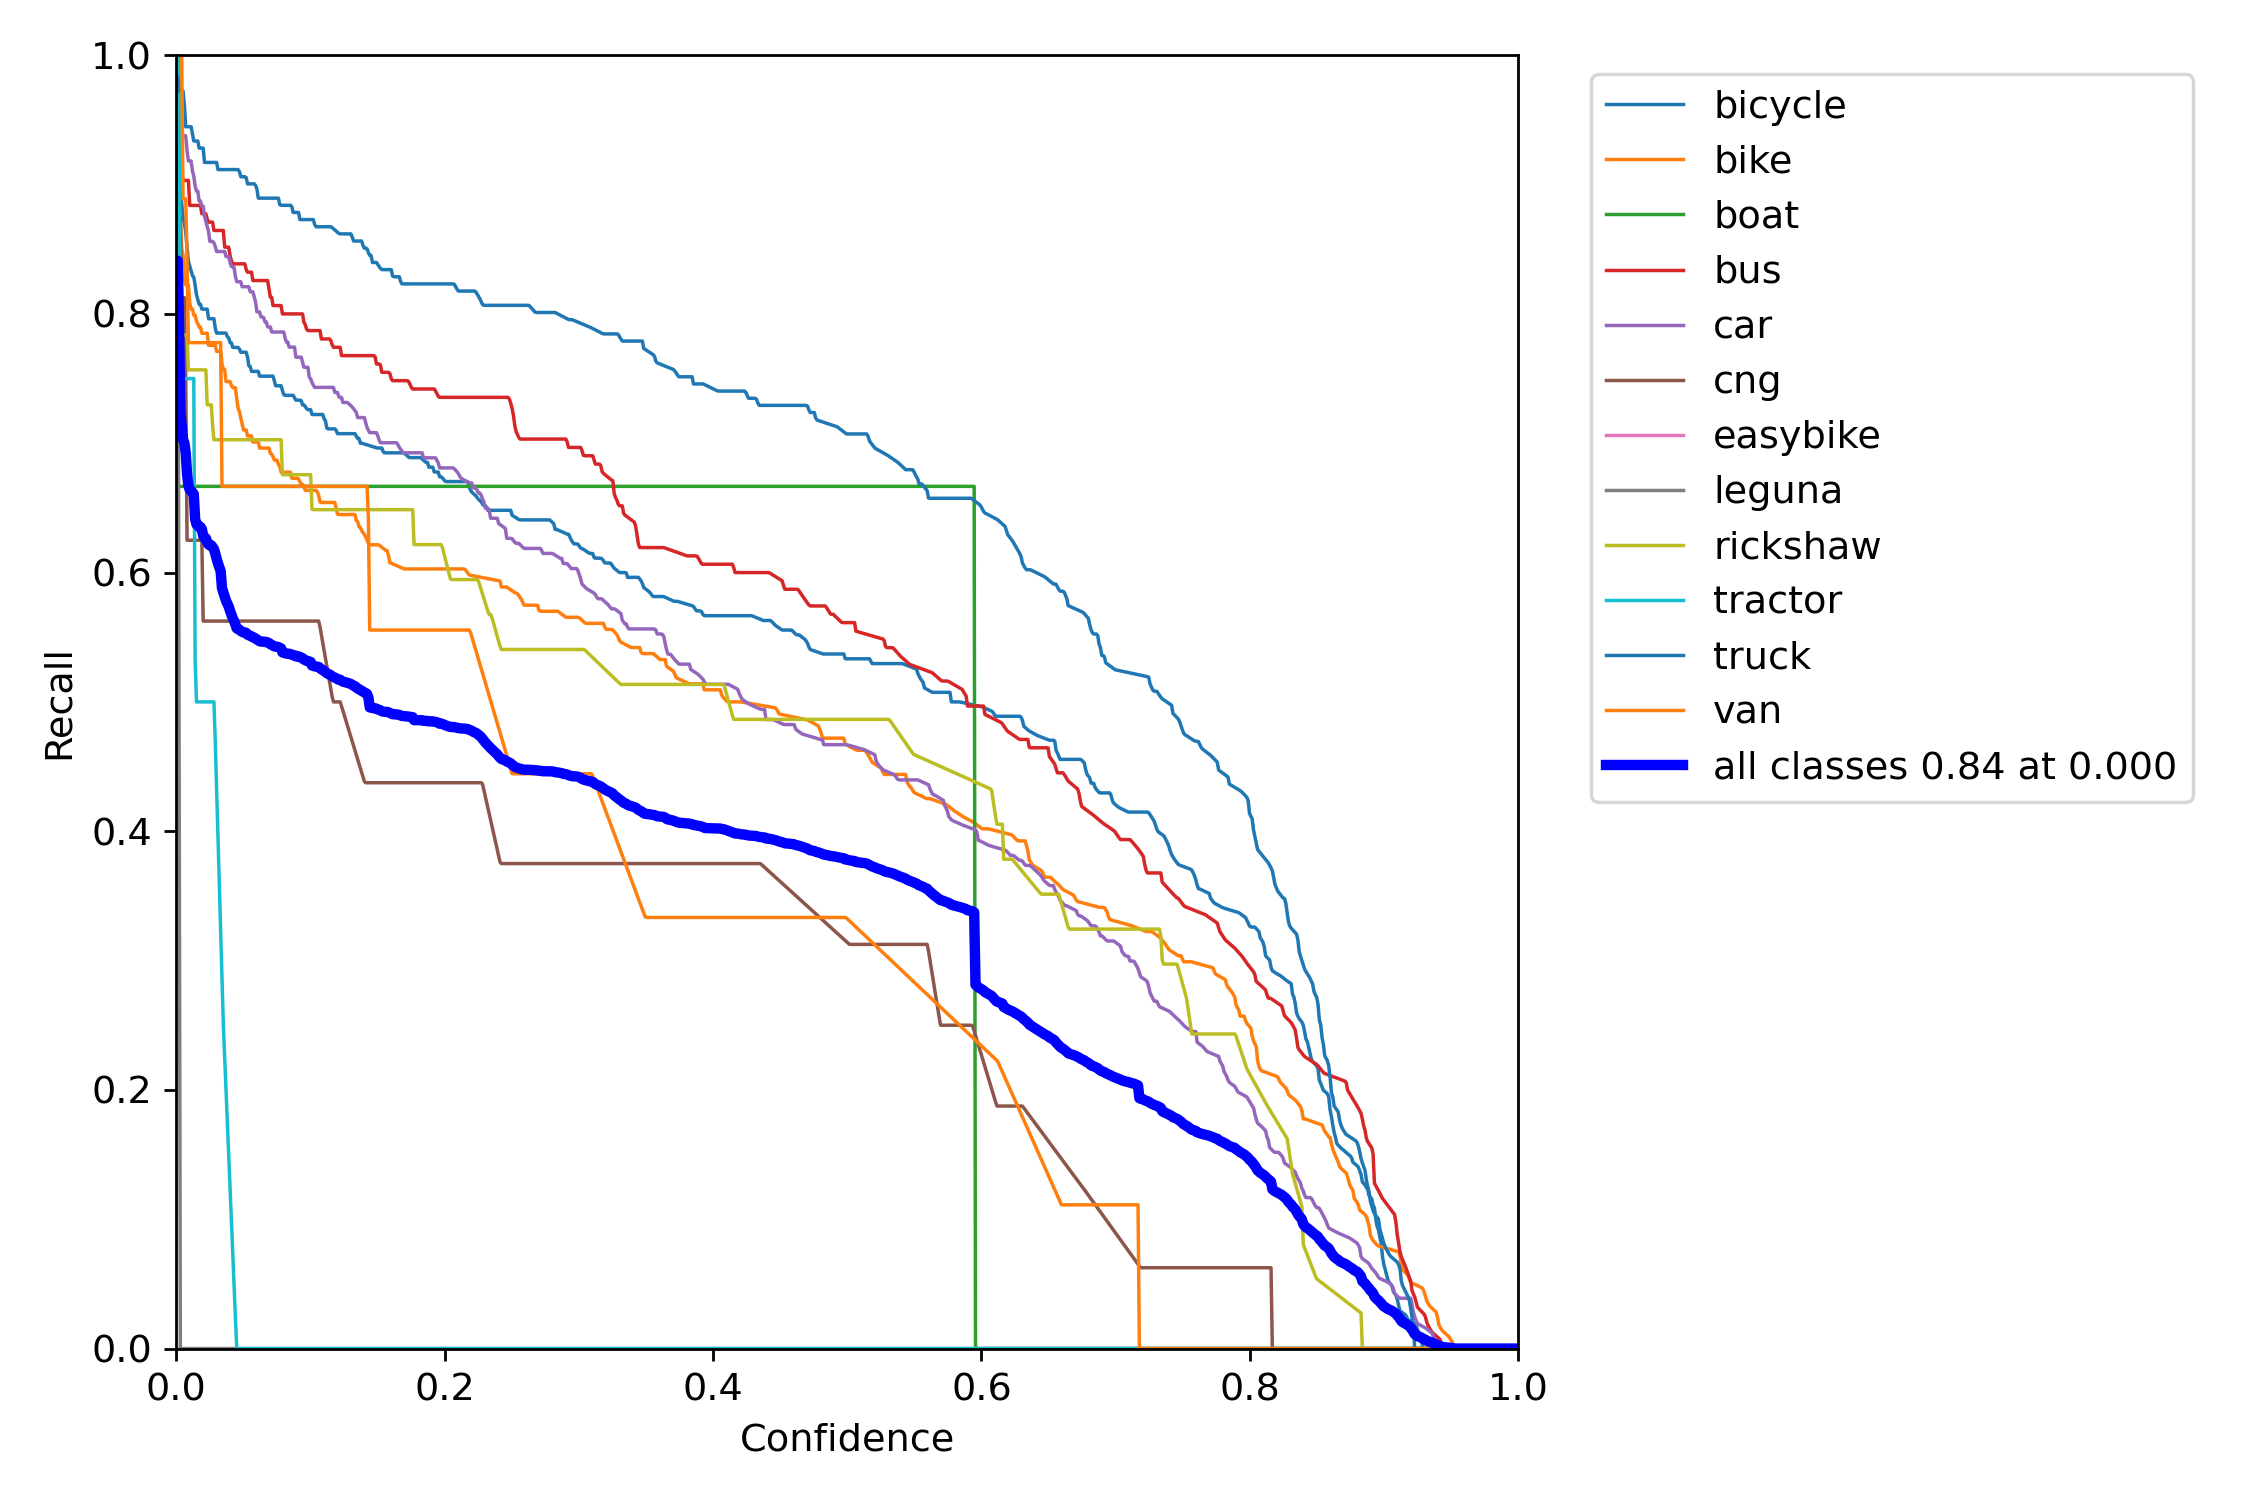 1.0
0.8
0.6
0.4
0.2
0.0
Recall
0.0 0.2 0.4 0.6 0.8 1.0
Confidence
bicycle
bike
boat
bus
car
cng
easybike
leguna
rickshaw
tractor
truck
van
all classes 0.84 at 0.000